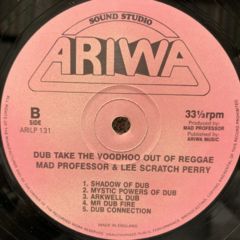 SOUND STUDIO
ARIWA
B
SIDE
ARILP 131
33⅓rpm
Produced by:
MAD PROFESSOR
Published by:
ARIWA MUSIC
DUB TAKE THE VOODHOO OUT OF REGGAE
MAD PROFESSOR & LEE SCRATCH PERRY
1. SHADOW OF DUB
2. MYSTIC POWERS OF DUB
3. ARKWELL DUB
4. MR DUB FIRE
5. DUB CONNECTION
MADE IN ENGLAND